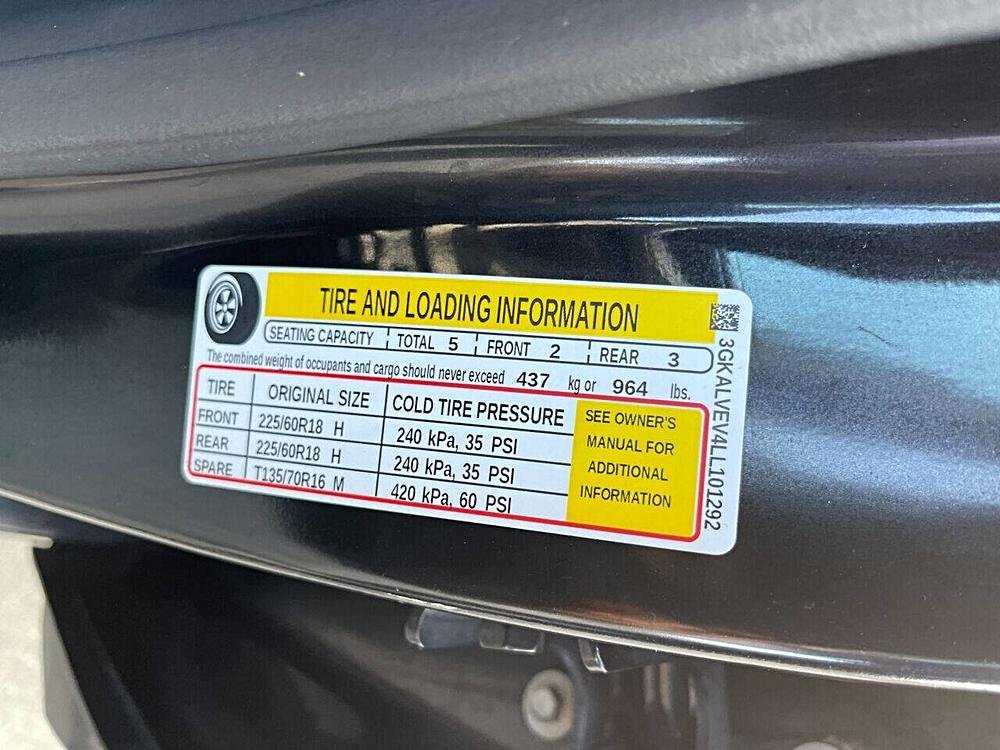 TIRE AND LOADING INFORMATION
SEATING CAPACITY TOTAL 5 FRONT 2 REAR 3
The combined weight of occupants and cargo should never exceed 437 kg or 964 lbs.
TIRE ORIGINAL SIZE COLD TIRE PRESSURE
FRONT 225/60R18 H 240 kPa, 35 PSI
REAR 225/60R18 H 240 kPa, 35 PSI
SPARE T135/70R16 M 420 kPa, 60 PSI
SEE OWNER'S
MANUAL FOR
ADDITIONAL
INFORMATION
3GKALVEV4LL101292